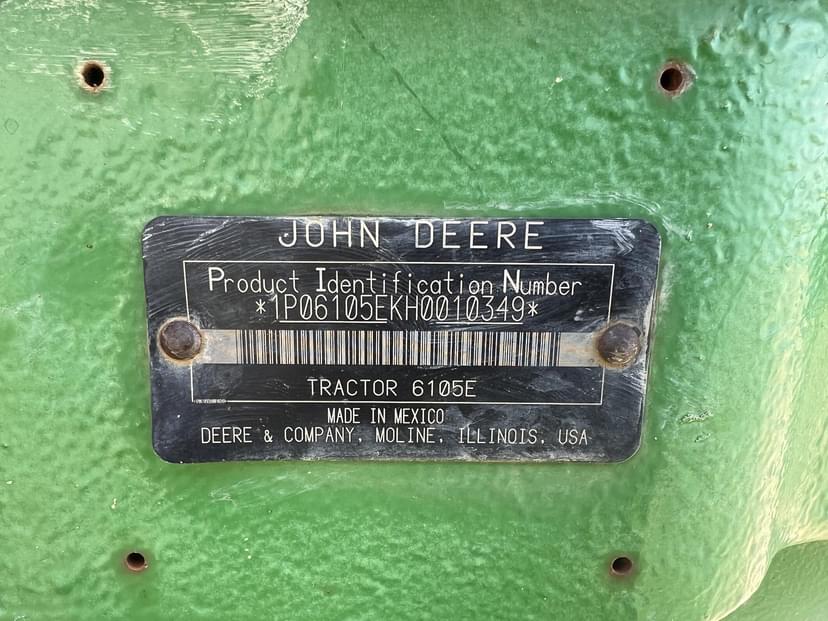 JOHN DEERE
Product Identification Number
*1P06105EKH0010349*
TRACTOR 6105E
MADE IN MEXICO
DEERE & COMPANY, MOLINE, ILLINOIS, USA